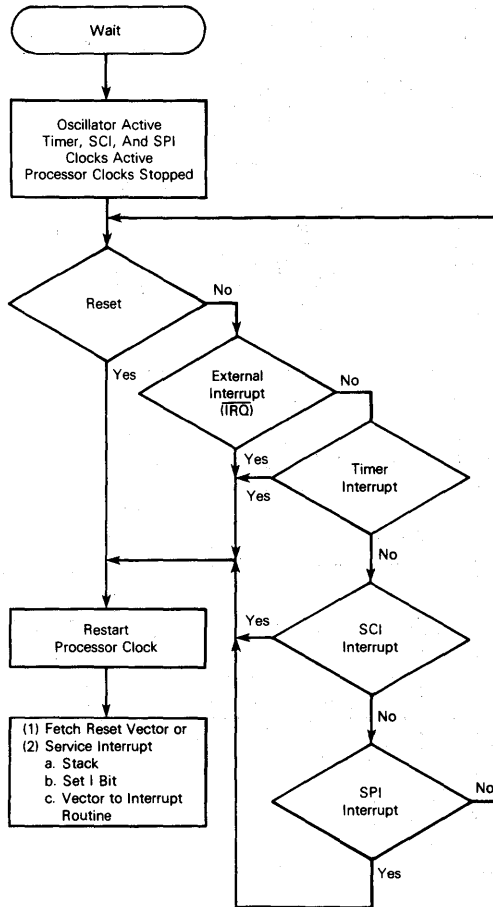 Wait
Oscillator Active
Timer, SCI, And SPI
Clocks Active
Processor Clocks Stopped
Reset
No
Yes
External
Interrupt
(IRQ)
No
Yes
Timer
Interrupt
Yes
No
SCI
Interrupt
Yes
No
Restart
Processor Clock
(1) Fetch Reset Vector or
(2) Service Interrupt
a. Stack
b. Set I Bit
c. Vector to Interrupt
Routine
SPI
Interrupt
No
Yes